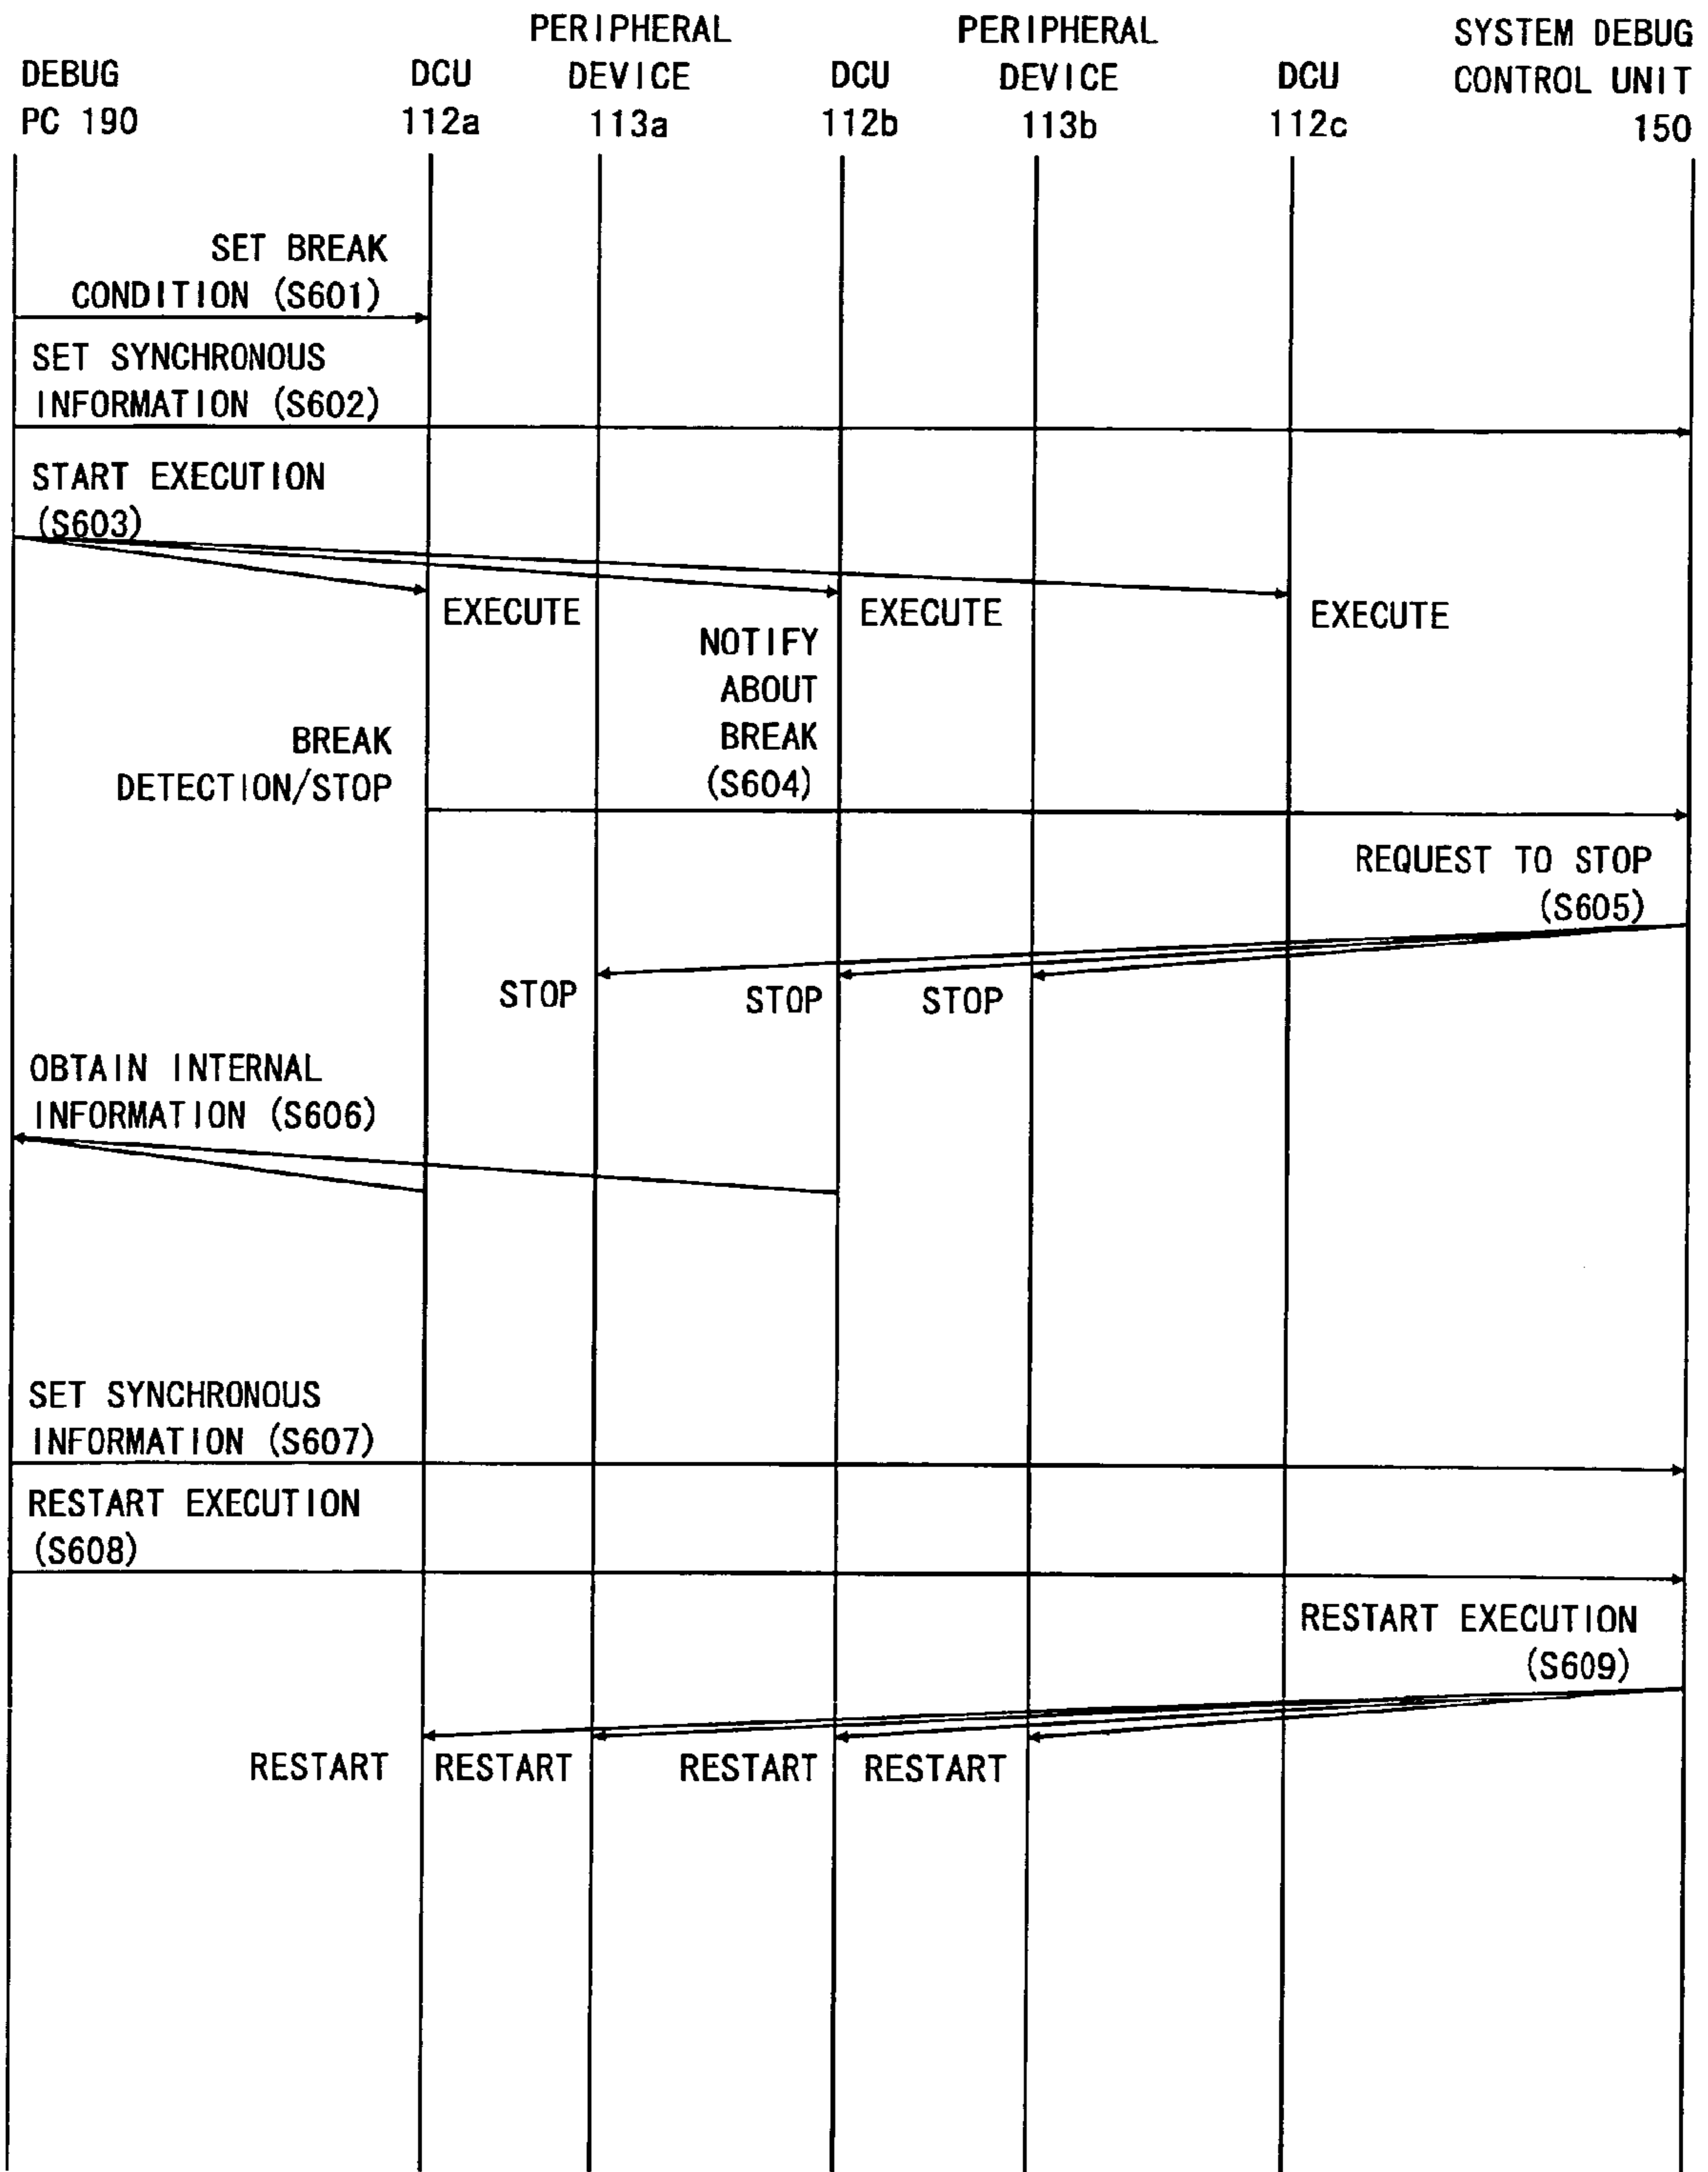 DEBUG
PC 190
DCU
112a
PERIPHERAL
DEVICE
113a
DCU
112b
PERIPHERAL
DEVICE
113b
DCU
112c
SYSTEM DEBUG
CONTROL UNIT
150
SET BREAK
CONDITION (S601)
SET SYNCHRONOUS
INFORMATION (S602)
START EXECUTION
(S603)
EXECUTE
EXECUTE
EXECUTE
NOTIFY
ABOUT
BREAK
(S604)
BREAK
DETECTION/STOP
REQUEST TO STOP
(S605)
STOP
STOP
STOP
OBTAIN INTERNAL
INFORMATION (S606)
SET SYNCHRONOUS
INFORMATION (S607)
RESTART EXECUTION
(S608)
RESTART EXECUTION
(S609)
RESTART
RESTART
RESTART
RESTART